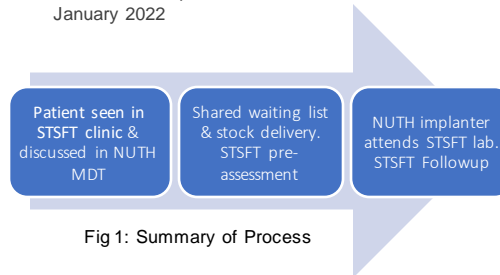 January 2022
Patient seen in
STSFT clinic &
discussed in NUTH
MDT
Shared waiting list
& stock delivery.
STSFT pre-
assessment
NUTH implanter
attends STSFT lab.
STSFT Followup
Fig 1: Summary of Process